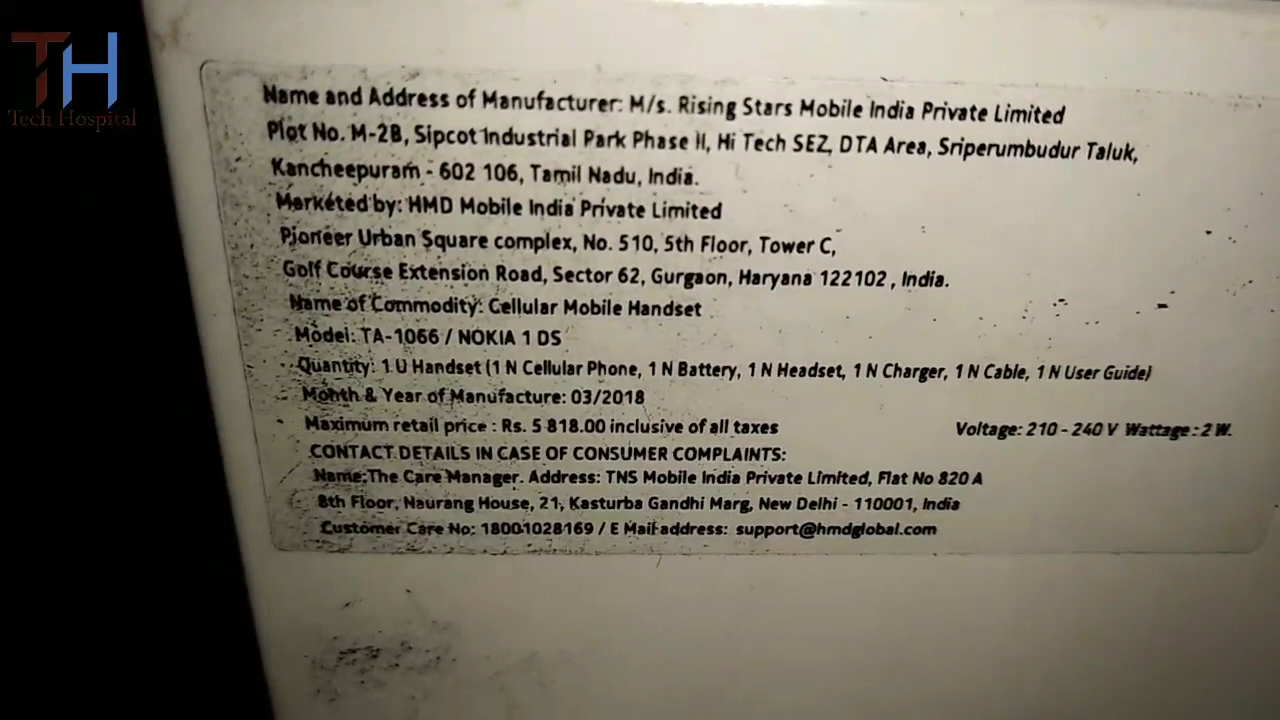 TH
Tech Hospital
Name and Address of Manufacturer: M/s. Rising Stars Mobile India Private Limited
Plot No. M-2B, Sipcot Industrial Park Phase II, Hi Tech SEZ, DTA Area, Sriperumbudur Taluk,
Kancheepuram - 602 106, Tamil Nadu, India.
Marketed by: HMD Mobile India Private Limited
Pioneer Urban Square complex, No. 510, 5th Floor, Tower C,
Golf Course Extension Road, Sector 62, Gurgaon, Haryana 122102 , India.
Name of Commodity: Cellular Mobile Handset
Model: TA-1066 / NOKIA 1 DS
Quantity: 1 U Handset (1 N Cellular Phone, 1 N Battery, 1 N Headset, 1 N Charger, 1 N Cable, 1 N User Guide)
Month & Year of Manufacture: 03/2018
Maximum retail price : Rs. 5 818.00 inclusive of all taxes Voltage: 210 - 240 V Wattage : 2 W.
CONTACT DETAILS IN CASE OF CONSUMER COMPLAINTS:
Name:The Care Manager. Address: TNS Mobile India Private Limited, Flat No 820 A
8th Floor, Naurang House, 21, Kasturba Gandhi Marg, New Delhi - 110001, India
Customer Care No: 18001028169 / E Mail address: support@hmdglobal.com